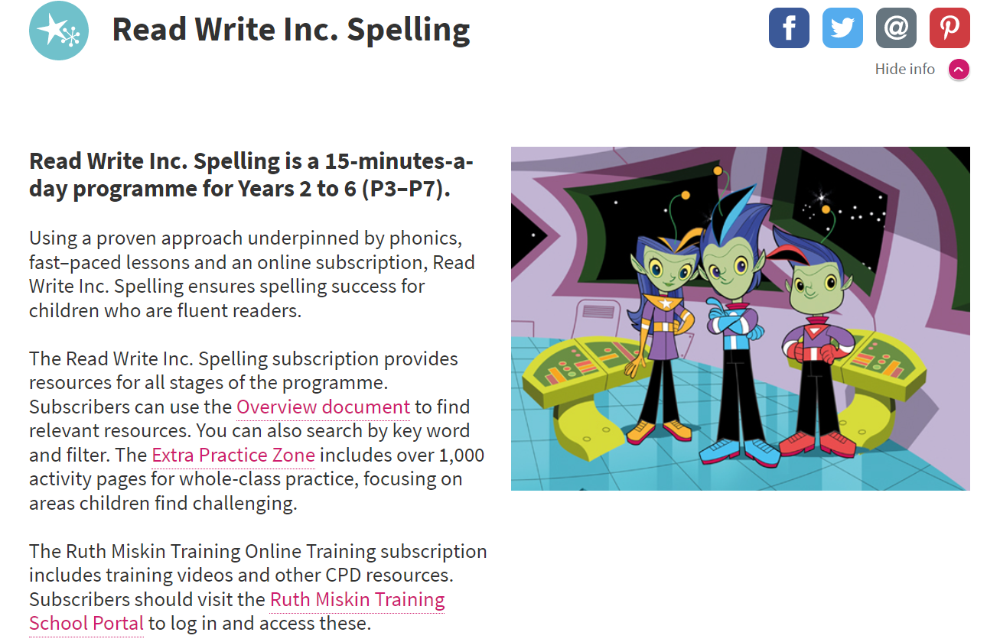 Read Write Inc. Spelling
Hide info
Read Write Inc. Spelling is a 15-minutes-a-
day programme for Years 2 to 6 (P3–P7).
Using a proven approach underpinned by phonics,
fast–paced lessons and an online subscription, Read
Write Inc. Spelling ensures spelling success for
children who are fluent readers.
The Read Write Inc. Spelling subscription provides
resources for all stages of the programme.
Subscribers can use the Overview document to find
relevant resources. You can also search by key word
and filter. The Extra Practice Zone includes over 1,000
activity pages for whole-class practice, focusing on
areas children find challenging.
The Ruth Miskin Training Online Training subscription
includes training videos and other CPD resources.
Subscribers should visit the Ruth Miskin Training
School Portal to log in and access these.